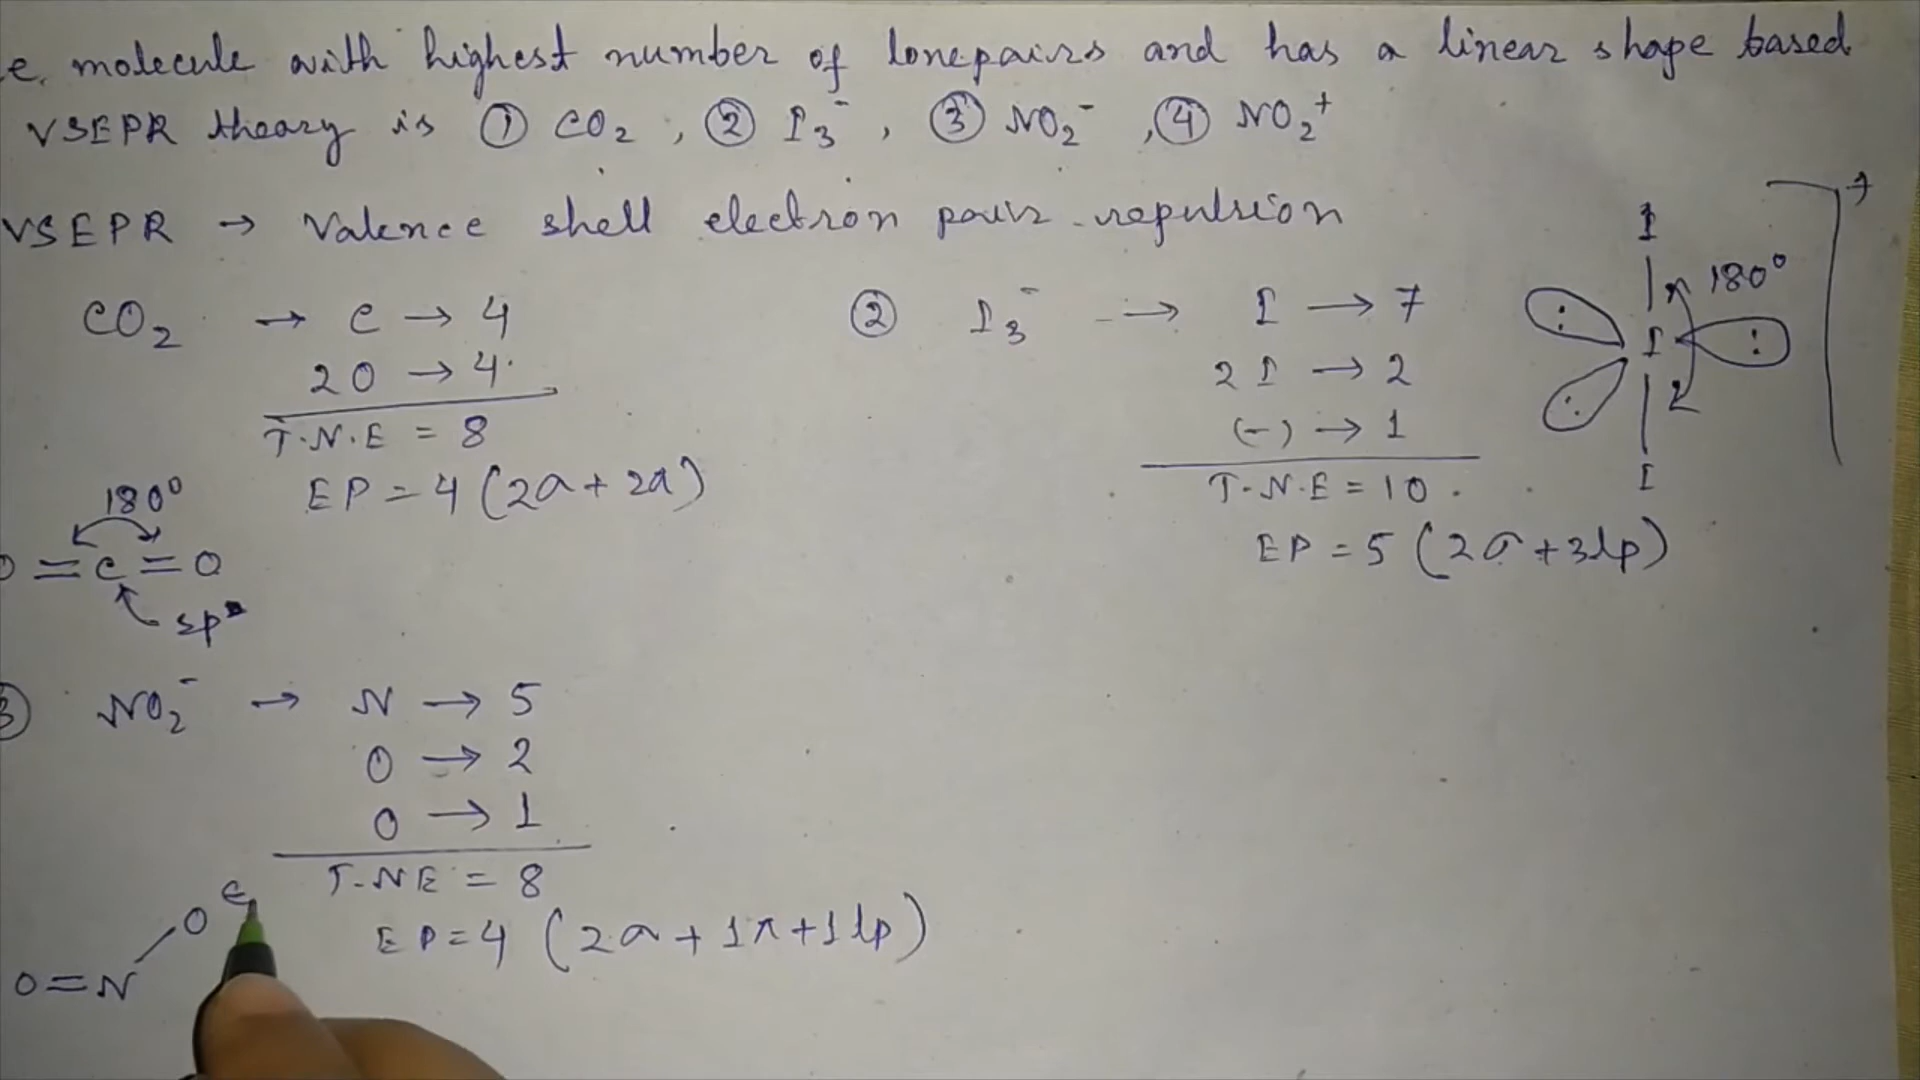 e. molecule with highest number of lonepairs and has a linear shape based
VSEPR theory is ① CO₂, ② I₃⁻, ③ NO₂⁻, ④ NO₂⁺
VSEPR → Valence shell electron pair repulsion
CO₂ → C → 4
2O → 4
T.N.E = 8
EP = 4 (2σ + 2π)
180°
O = C = O
sp
② I₃⁻ → I → 7
2I → 2
(-) → 1
T.N.E = 10
EP = 5 (2σ + 3lp)
I
180°
I
I
③ NO₂⁻ → N → 5
O → 2
O → 1
T.NE = 8
EP = 4 (2σ + 1π + 1lp)
O
O = N